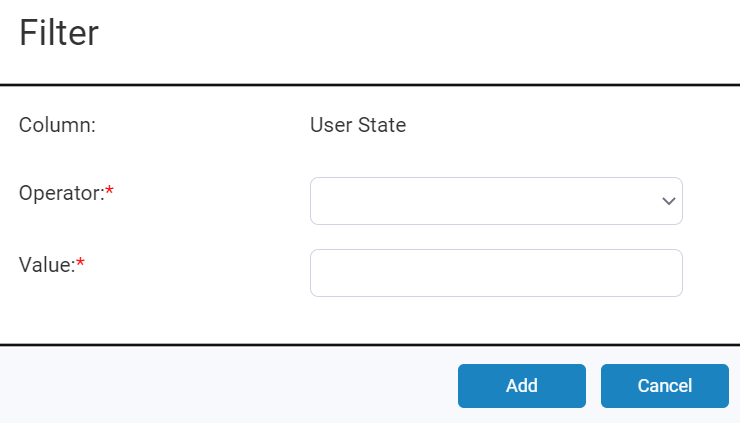 Filter
Column: User State
Operator:*
Value:*
Add Cancel